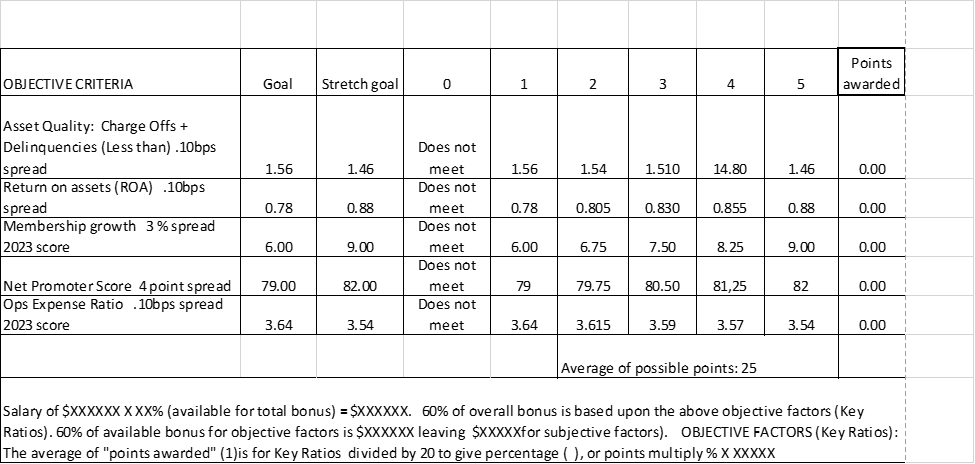 Points
OBJECTIVE CRITERIA Goal Stretch goal 0 1 2 3 4 5 awarded
Asset Quality: Charge Offs +
Delinquencies (Less than) .10bps Does not
spread 1.56 1.46 meet 1.56 1.54 1.510 14.80 1.46 0.00
Return on assets (ROA) .10bps Does not
spread 0.78 0.88 meet 0.78 0.805 0.830 0.855 0.88 0.00
Membership growth 3 % spread Does not
2023 score 6.00 9.00 meet 6.00 6.75 7.50 8.25 9.00 0.00
Does not
Net Promoter Score 4 point spread 79.00 82.00 meet 79 79.75 80.50 81,25 82 0.00
Ops Expense Ratio .10bps spread Does not
2023 score 3.64 3.54 meet 3.64 3.615 3.59 3.57 3.54 0.00
Average of possible points: 25
Salary of $XXXXXX X XX% (available for total bonus) = $XXXXXX. 60% of overall bonus is based upon the above objective factors (Key
Ratios). 60% of available bonus for objective factors is $XXXXXX leaving $XXXXXfor subjective factors). OBJECTIVE FACTORS (Key Ratios):
The average of "points awarded" (1)is for Key Ratios divided by 20 to give percentage ( ), or points multiply % X XXXXX